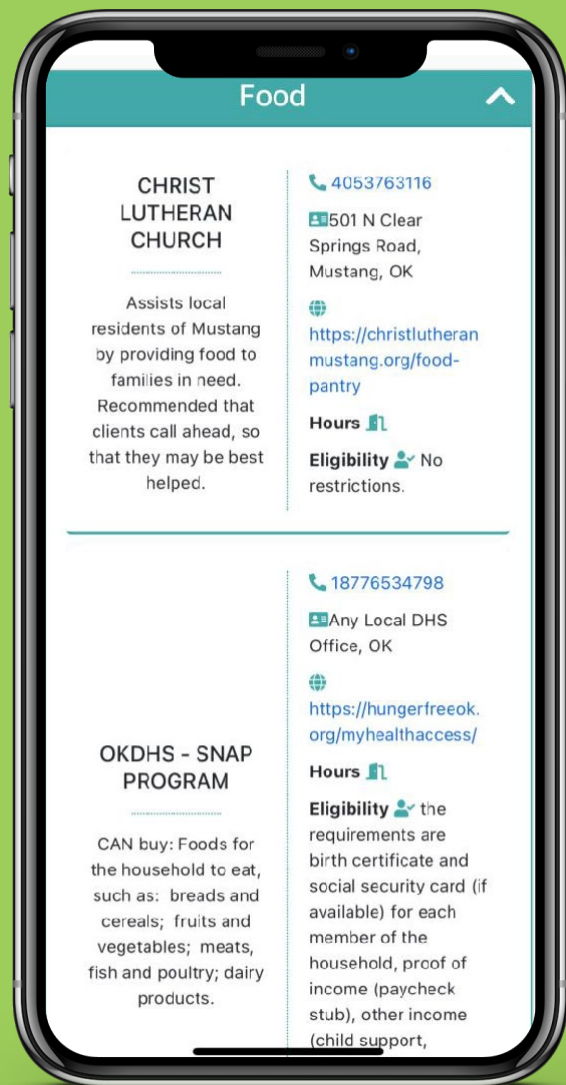 Food
CHRIST
LUTHERAN
CHURCH
Assists local
residents of Mustang
by providing food to
families in need.
Recommended that
clients call ahead, so
that they may be best
helped.
4053763116
501 N Clear
Springs Road,
Mustang, OK
https://christlutheran
mustang.org/food-
pantry
Hours
Eligibility No
restrictions.
OKDHS - SNAP
PROGRAM
CAN buy: Foods for
the household to eat,
such as: breads and
cereals; fruits and
vegetables; meats,
fish and poultry; dairy
products.
18776534798
Any Local DHS
Office, OK
https://hungerfreeok.
org/myhealthaccess/
Hours
Eligibility the
requirements are
birth certificate and
social security card (if
available) for each
member of the
household, proof of
income (paycheck
stub), other income
(child support,